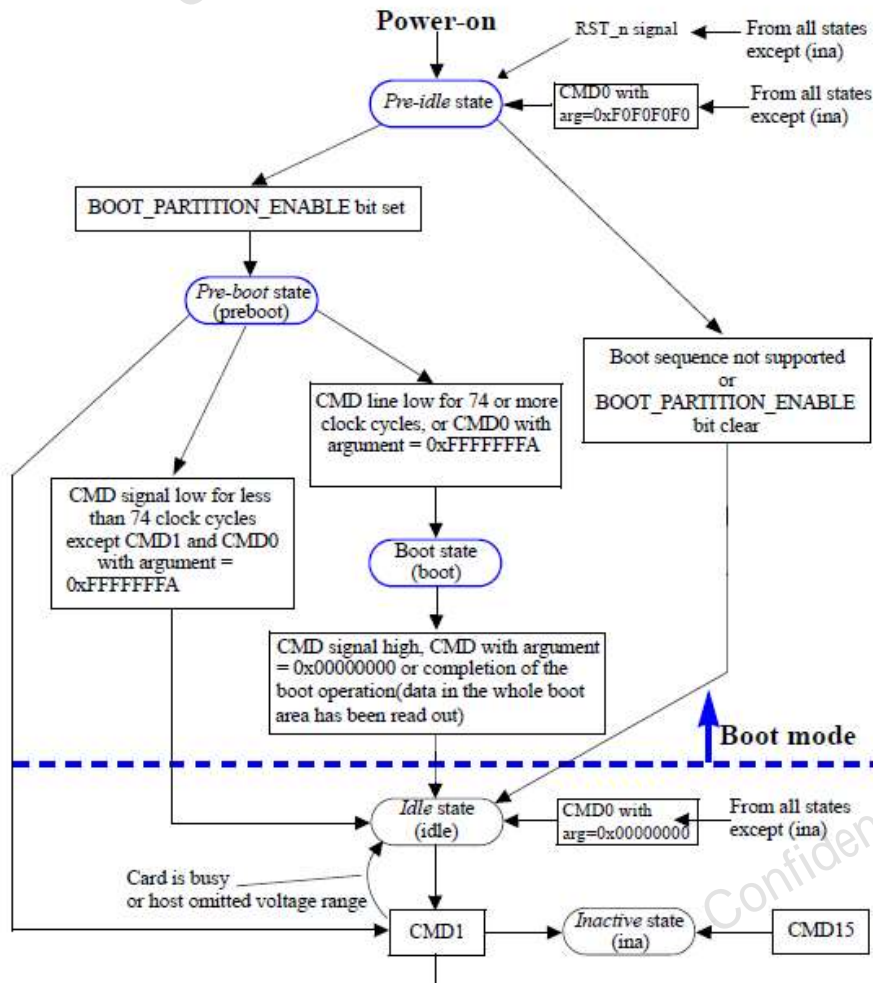 Power-on
RST_n signal
From all states
except (ina)
Pre-idle state
CMD0 with
arg=0xF0F0F0F0
From all states
except (ina)
BOOT_PARTITION_ENABLE bit set
Pre-boot state
(preboot)
Boot sequence not supported
or
BOOT_PARTITION_ENABLE
bit clear
CMD line low for 74 or more
clock cycles, or CMD0 with
argument = 0xFFFFFFFA
CMD signal low for less
than 74 clock cycles
except CMD1 and CMD0
with argument =
0xFFFFFFFA
Boot state
(boot)
CMD signal high, CMD with argument
= 0x00000000 or completion of the
boot operation(data in the whole boot
area has been read out)
Boot mode
Idle state
(idle)
CMD0 with
arg=0x00000000
From all states
except (ina)
Card is busy
or host omitted voltage range
CMD1
Inactive state
(ina)
CMD15
Confiden